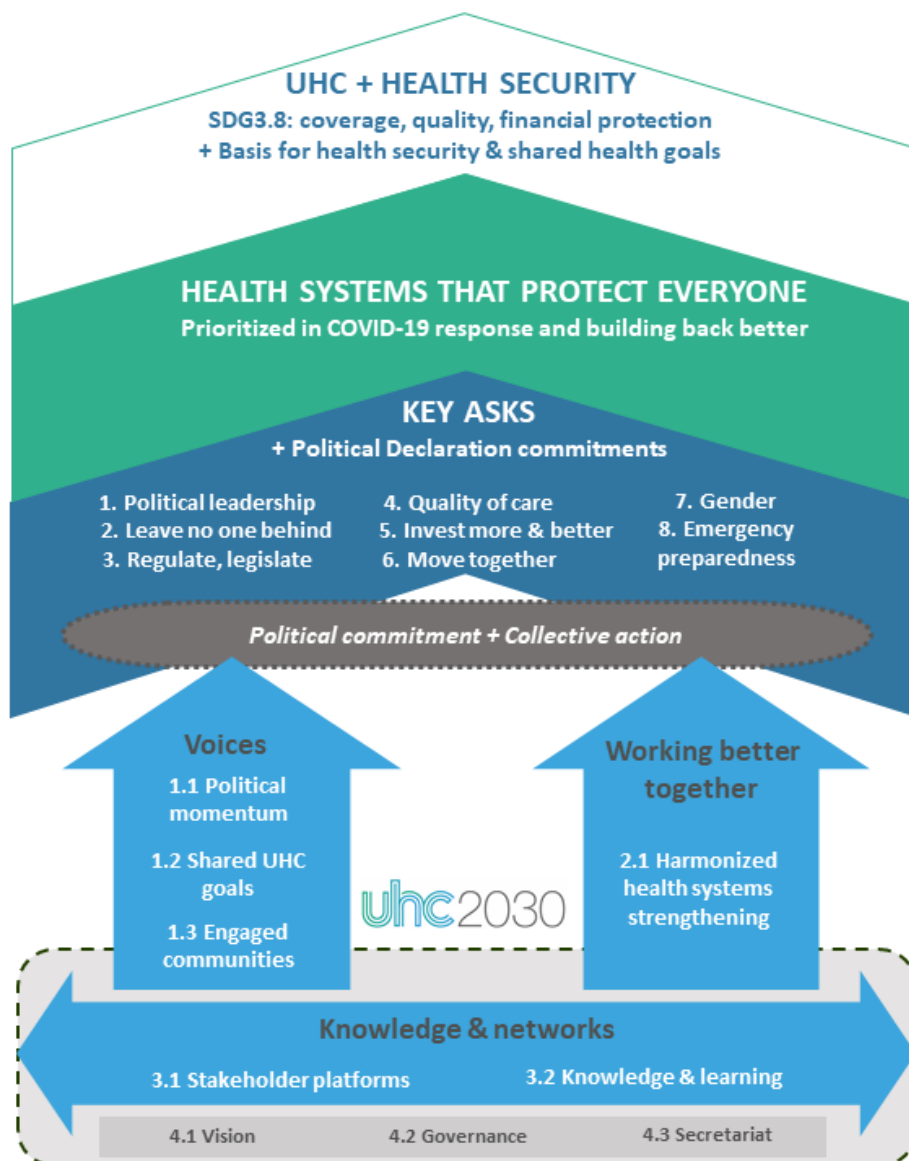 UHC + HEALTH SECURITY
SDG3.8: coverage, quality, financial protection
+ Basis for health security & shared health goals
HEALTH SYSTEMS THAT PROTECT EVERYONE
Prioritized in COVID-19 response and building back better
KEY ASKS
+ Political Declaration commitments
1. Political leadership
2. Leave no one behind
3. Regulate, legislate
4. Quality of care
5. Invest more & better
6. Move together
7. Gender
8. Emergency
preparedness
Political commitment + Collective action
Voices
1.1 Political
momentum
1.2 Shared UHC
goals
1.3 Engaged
communities
uhc2030
Working better
together
2.1 Harmonized
health systems
strengthening
Knowledge & networks
3.1 Stakeholder platforms
3.2 Knowledge & learning
4.1 Vision
4.2 Governance
4.3 Secretariat